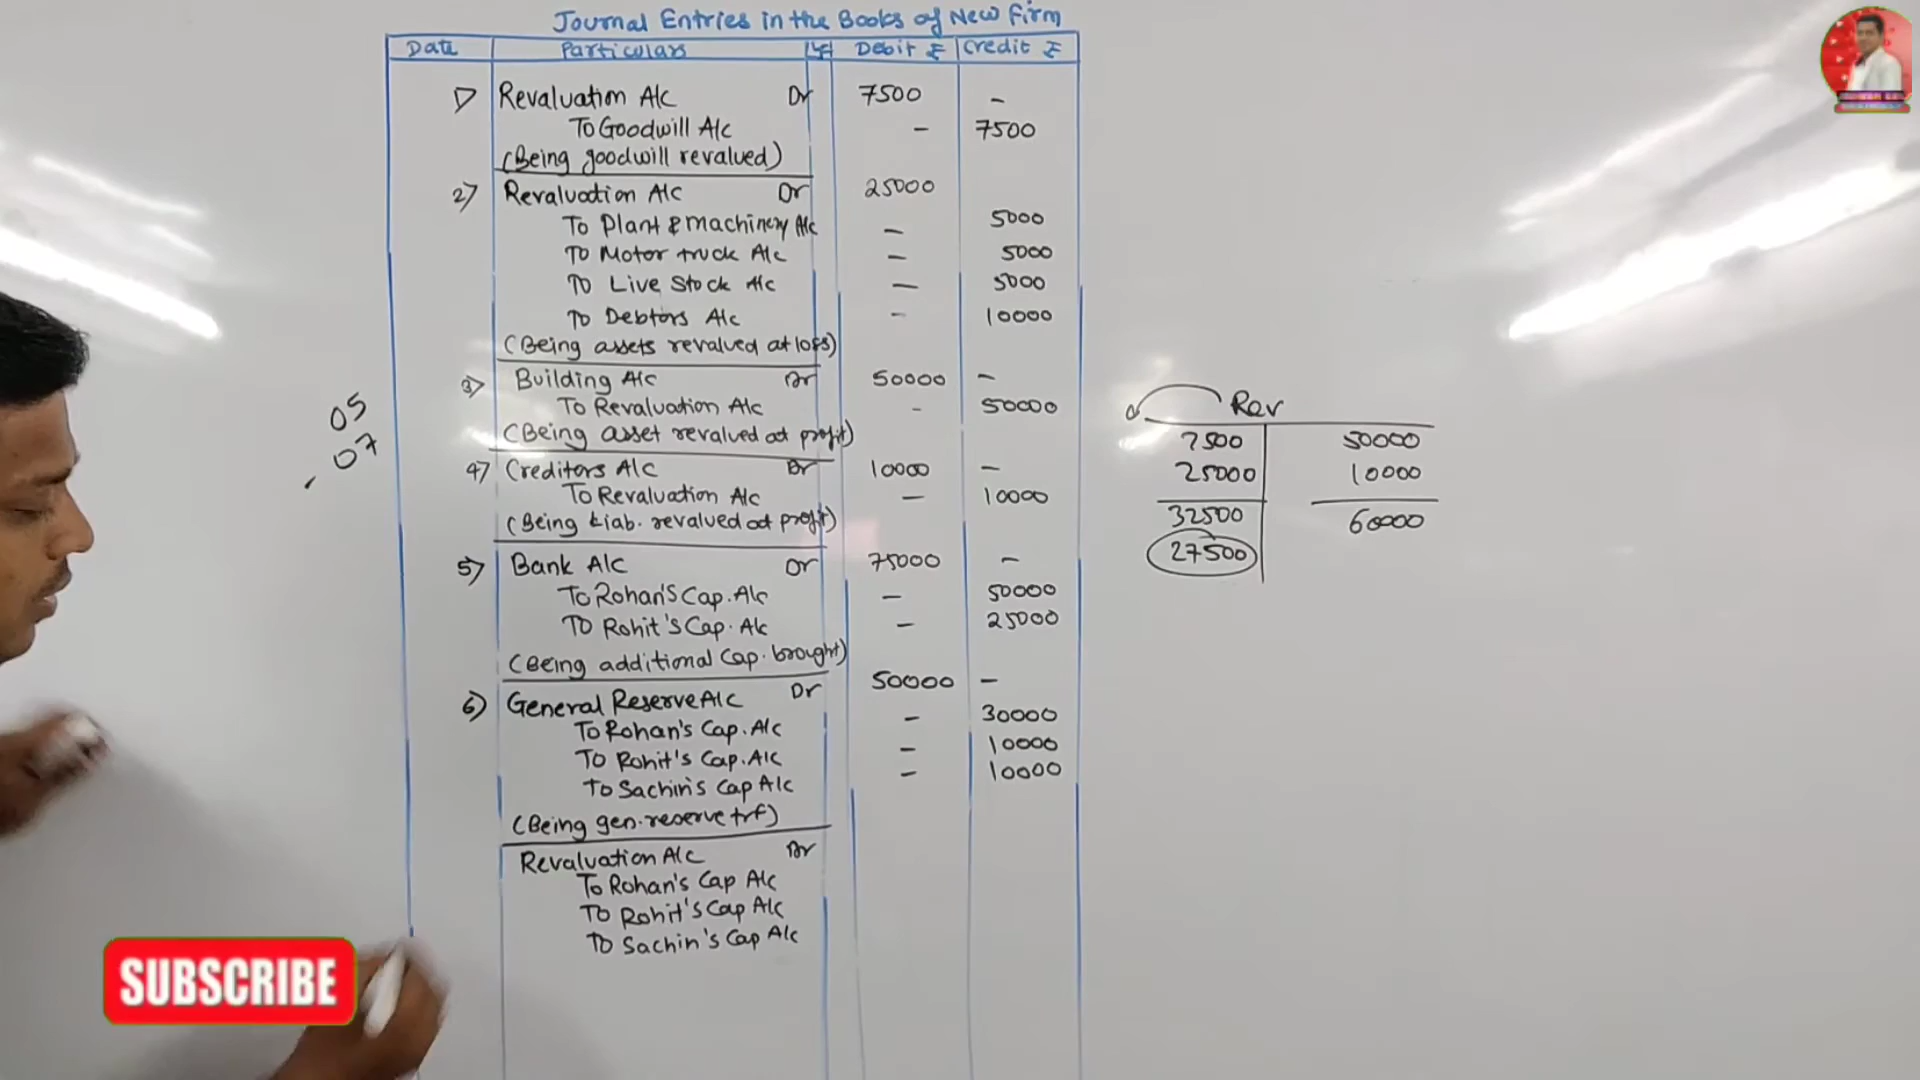 Journal Entries in the Books of New Firm
Date Particulars LF Debit ₹ Credit ₹
1) Revaluation A/c Dr 7500 -
To Goodwill A/c - 7500
(Being goodwill revalued)
2) Revaluation A/c Dr 25000
To Plant & machinery A/c - 5000
To Motor truck A/c - 5000
To Live Stock A/c - 5000
To Debtors A/c - 10000
(Being assets revalued at loss)
3) Building A/c Dr 50000 -
To Revaluation A/c - 50000
(Being asset revalued at profit)
4) Creditors A/c Dr 10000 -
To Revaluation A/c - 10000
(Being Liab. revalued at profit)
5) Bank A/c Dr 75000 -
To Rohan's Cap. A/c - 50000
To Rohit's Cap. A/c - 25000
(Being additional Cap. brought)
6) General Reserve A/c Dr 50000 -
To Rohan's Cap. A/c - 30000
To Rohit's Cap. A/c - 10000
To Sachin's Cap A/c - 10000
(Being gen. reserve trf)
Revaluation A/c Dr
To Rohan's Cap A/c
To Rohit's Cap A/c
To Sachin's Cap A/c
05
07
Rev
7500 50000
25000 10000
32500 60000
27500
SUBSCRIBE